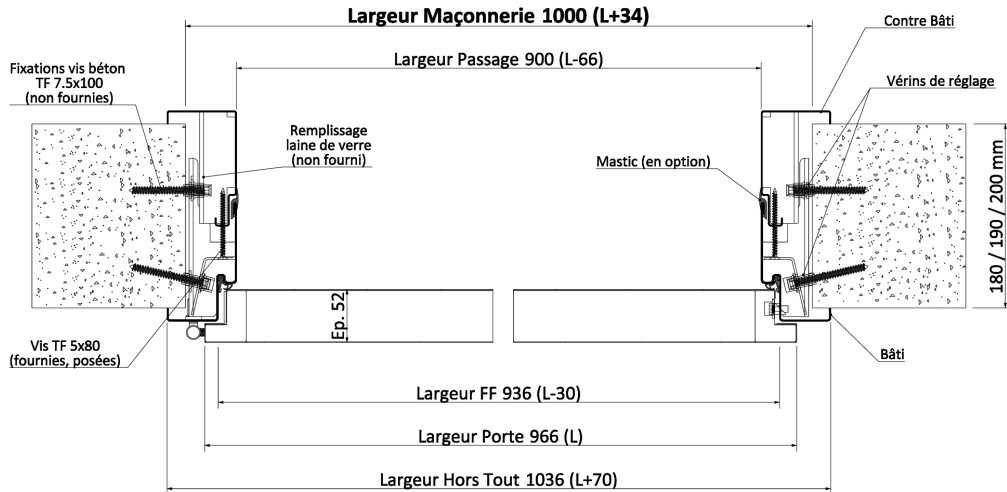 Largeur Maçonnerie 1000 (L+34)
Contre Bâti
Largeur Passage 900 (L-66)
Fixations vis béton
TF 7.5x100
(non fournies)
Vérins de réglage
Remplissage
laine de verre
(non fourni)
Mastic (en option)
180 / 190 / 200 mm
Ep. 52
Vis TF 5x80
(fournies, posées)
Bâti
Largeur FF 936 (L-30)
Largeur Porte 966 (L)
Largeur Hors Tout 1036 (L+70)